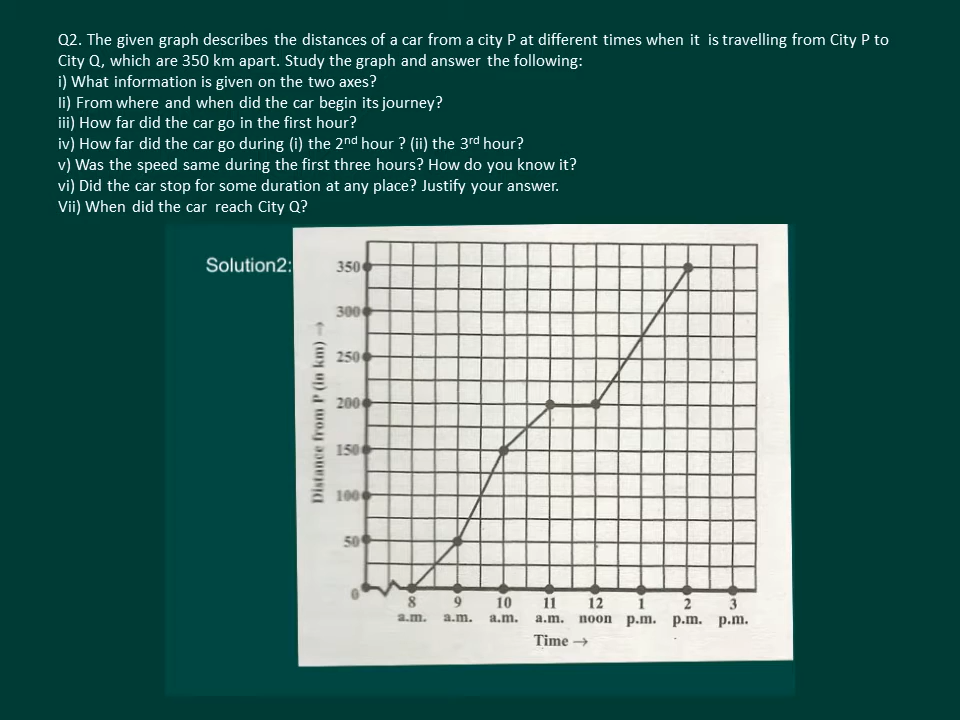 Q2. The given graph describes the distances of a car from a city P at different times when it is travelling from City P to
City Q, which are 350 km apart. Study the graph and answer the following:
i) What information is given on the two axes?
Ii) From where and when did the car begin its journey?
iii) How far did the car go in the first hour?
iv) How far did the car go during (i) the 2nd hour ? (ii) the 3rd hour?
v) Was the speed same during the first three hours? How do you know it?
vi) Did the car stop for some duration at any place? Justify your answer.
Vii) When did the car reach City Q?
Solution2:
Distance from P (in km) →
350
300
250
200
150
100
50
0
8 9 10 11 12 1 2 3
a.m. a.m. a.m. a.m. noon p.m. p.m. p.m.
Time →